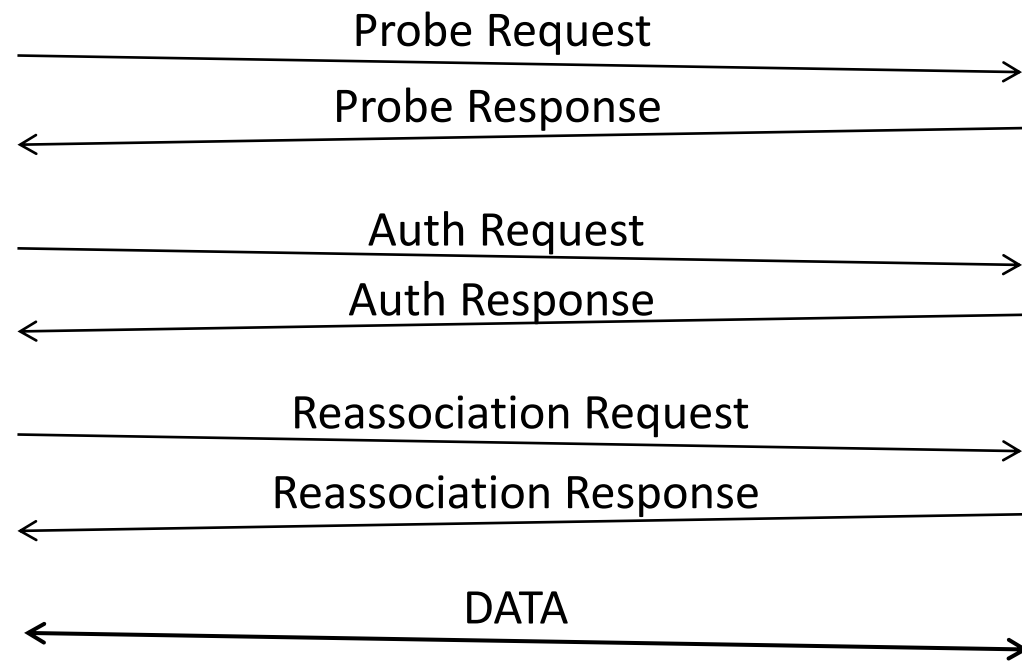 Probe Request
Probe Response
Auth Request
Auth Response
Reassociation Request
Reassociation Response
DATA